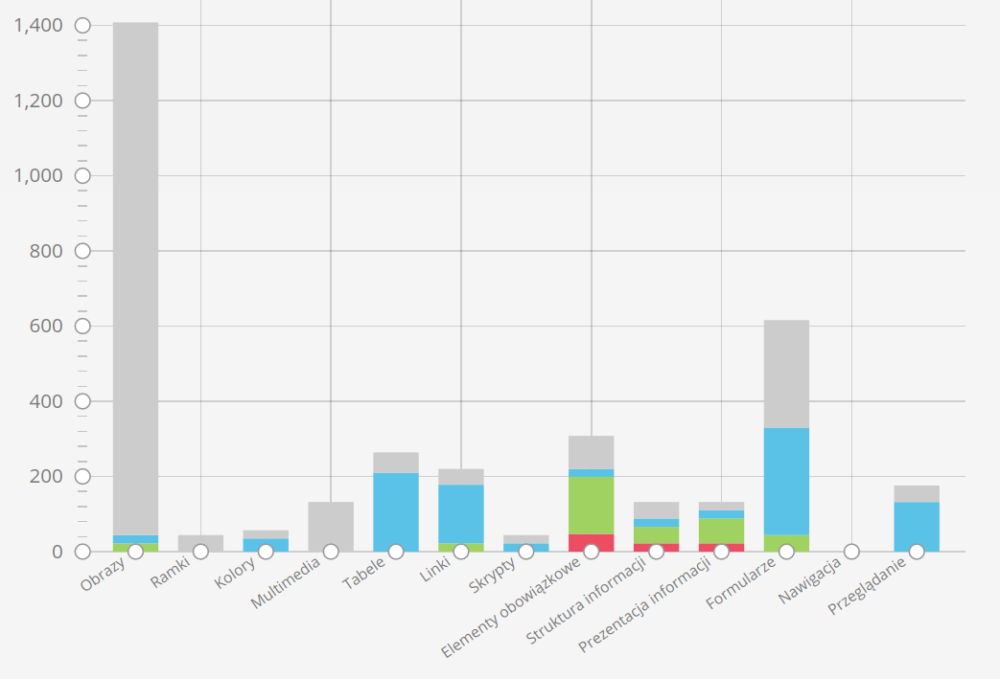 1,400
1,200
1,000
800
600
400
200
0
Obrazy
Ramki
Kolory
Multimedia
Tabele
Linki
Skrypty
Elementy obowiązkowe
Struktura informacji
Prezentacja informacji
Formularze
Nawigacja
Przeglądanie